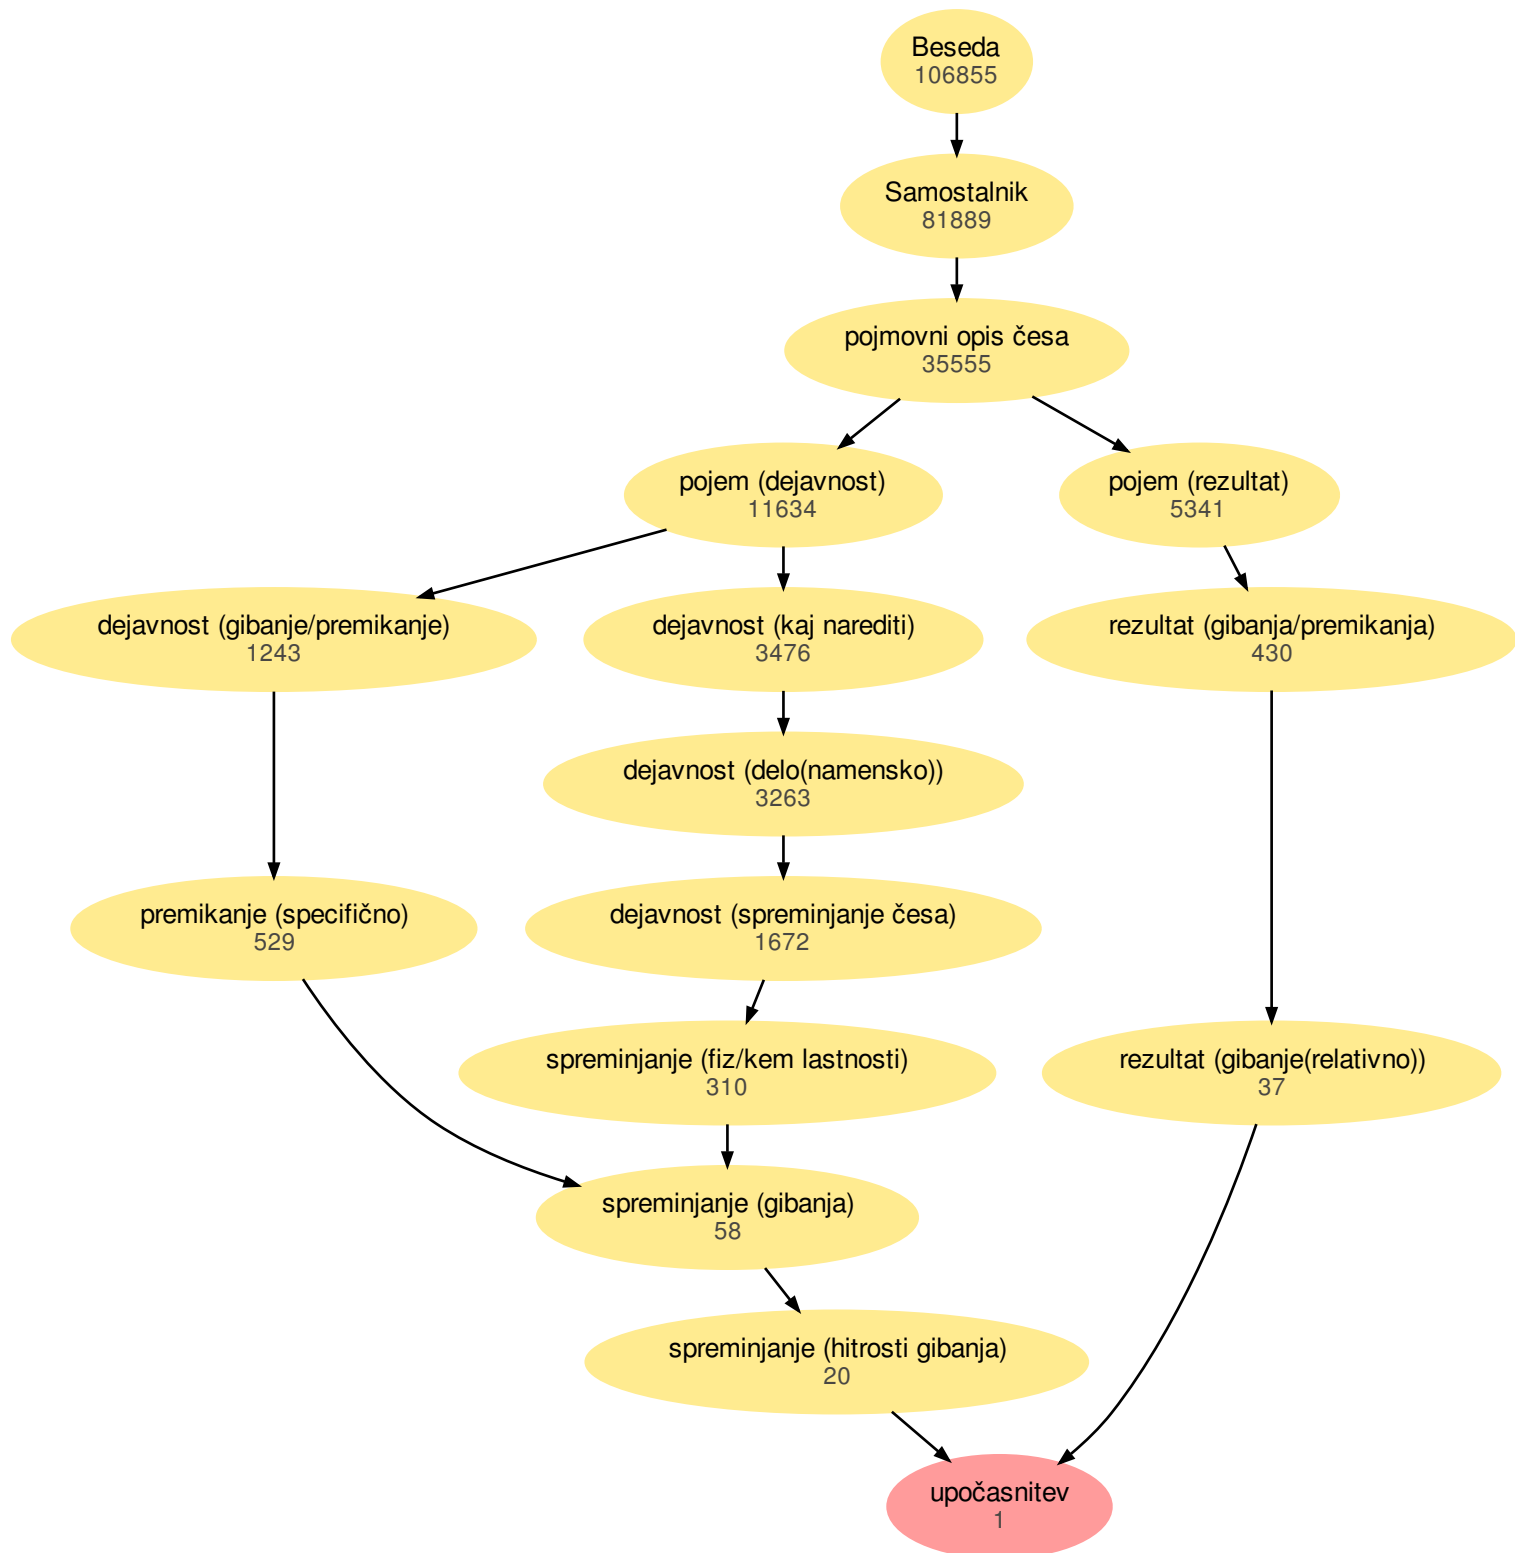 Beseda
106855
Samostalnik
81889
pojmovni opis česa
35555
pojem (dejavnost)
11634
pojem (rezultat)
5341
dejavnost (gibanje/premikanje)
1243
dejavnost (kaj narediti)
3476
rezultat (gibanja/premikanja)
430
dejavnost (delo(namensko))
3263
premikanje (specifično)
529
dejavnost (spreminjanje česa)
1672
spreminjanje (fiz/kem lastnosti)
310
rezultat (gibanje(relativno))
37
spreminjanje (gibanja)
58
spreminjanje (hitrosti gibanja)
20
upočasnitev
1